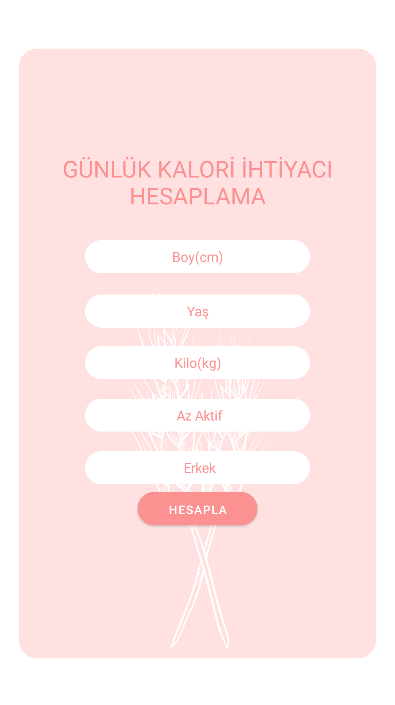 GÜNLÜK KALORİ İHTİYACI
HESAPLAMA
Boy(cm)
Yaş
Kilo(kg)
Az Aktif
Erkek
HESAPLA